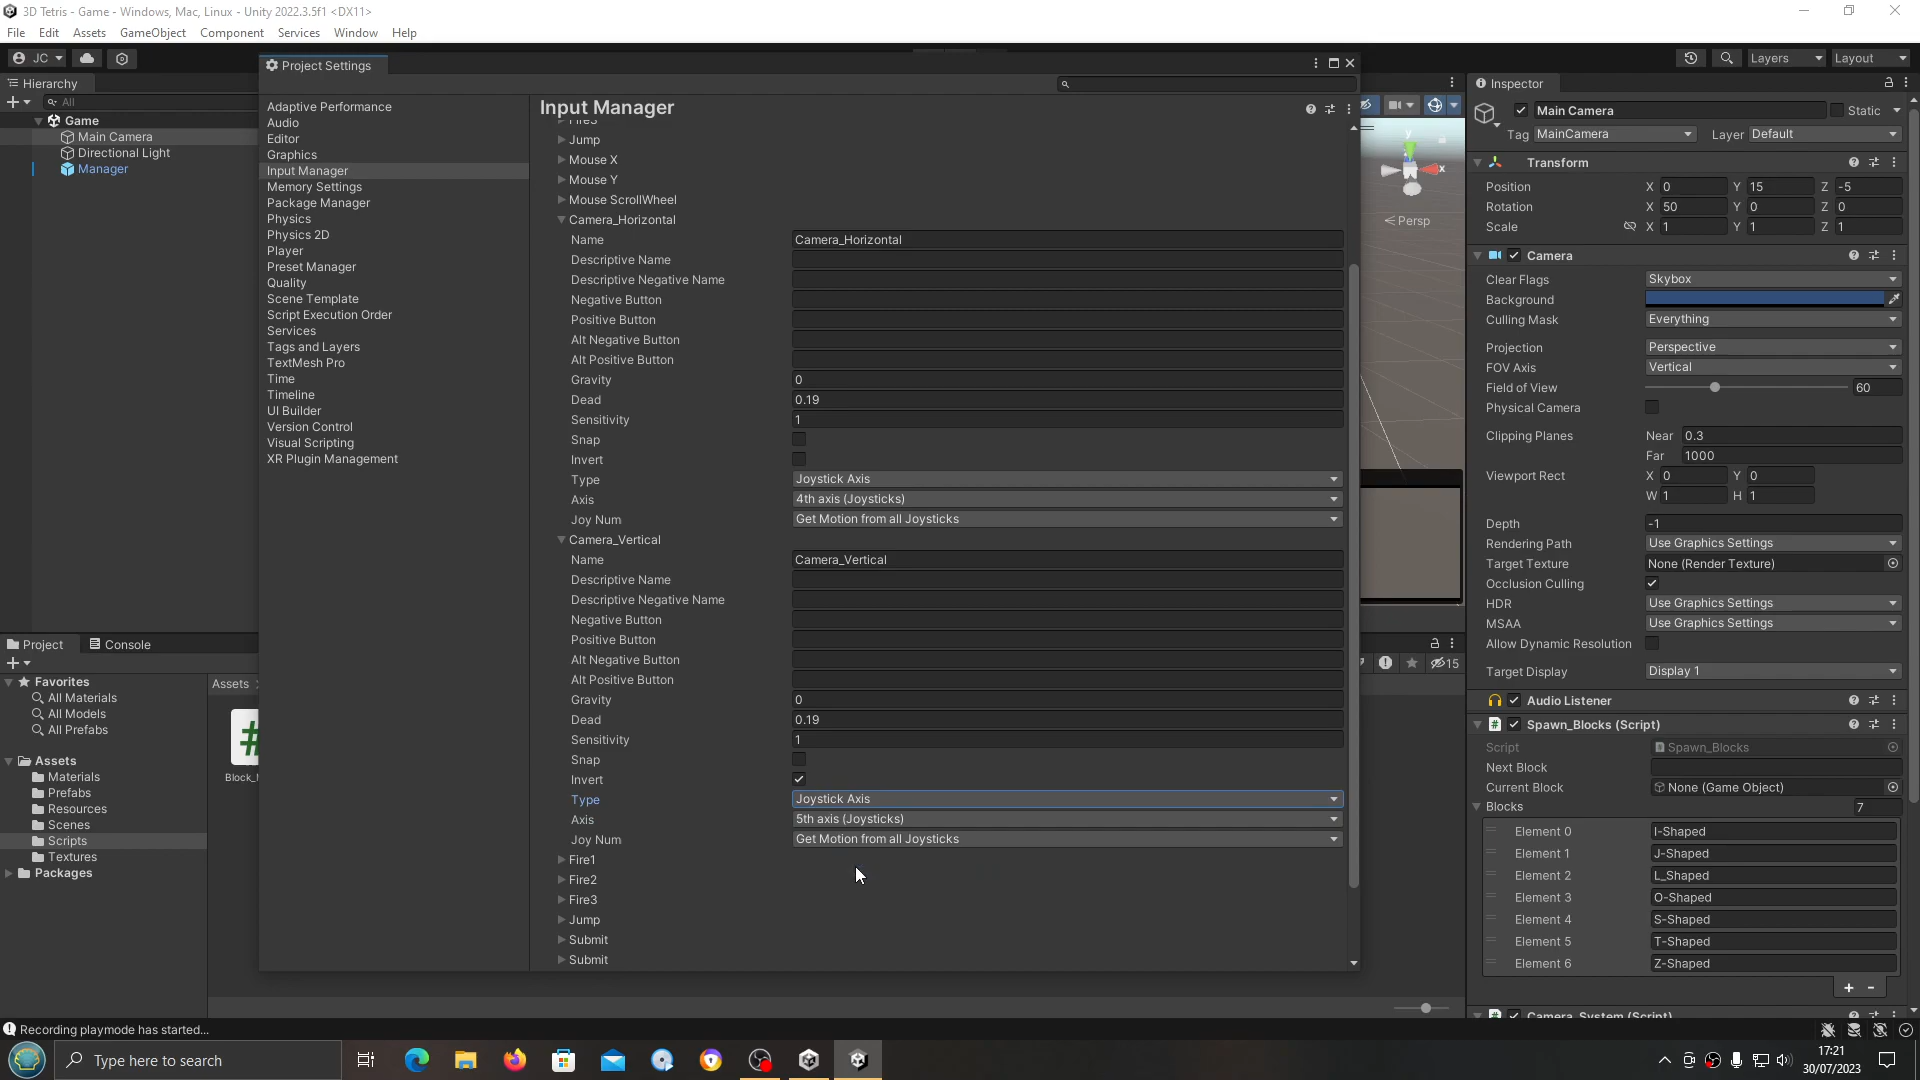 3D Tetris - Game - Windows, Mac, Linux - Unity 2022.3.5f1 <DX11>
File Edit Assets GameObject Component Services Window Help
JC
Layers
Layout
Hierarchy
All
Game
Main Camera
Directional Light
Manager
Project Settings
Adaptive Performance
Audio
Editor
Graphics
Input Manager
Memory Settings
Package Manager
Physics
Physics 2D
Player
Preset Manager
Quality
Scene Template
Script Execution Order
Services
Tags and Layers
TextMesh Pro
Time
Timeline
UI Builder
Version Control
Visual Scripting
XR Plugin Management
Input Manager
Fire3
Jump
Mouse X
Mouse Y
Mouse ScrollWheel
Camera_Horizontal
Name Camera_Horizontal
Descriptive Name
Descriptive Negative Name
Negative Button
Positive Button
Alt Negative Button
Alt Positive Button
Gravity 0
Dead 0.19
Sensitivity 1
Snap
Invert
Type Joystick Axis
Axis 4th axis (Joysticks)
Joy Num Get Motion from all Joysticks
Camera_Vertical
Name Camera_Vertical
Descriptive Name
Descriptive Negative Name
Negative Button
Positive Button
Alt Negative Button
Alt Positive Button
Gravity 0
Dead 0.19
Sensitivity 1
Snap
Invert
Type Joystick Axis
Axis 5th axis (Joysticks)
Joy Num Get Motion from all Joysticks
Fire1
Fire2
Fire3
Jump
Submit
Submit
y
x
Persp
15
Inspector
Main Camera Static
Tag MainCamera Layer Default
Transform
Position X 0 Y 15 Z -5
Rotation X 50 Y 0 Z 0
Scale X 1 Y 1 Z 1
Camera
Clear Flags Skybox
Background
Culling Mask Everything
Projection Perspective
FOV Axis Vertical
Field of View 60
Physical Camera
Clipping Planes Near 0.3
Far 1000
Viewport Rect X 0 Y 0
W 1 H 1
Depth -1
Rendering Path Use Graphics Settings
Target Texture None (Render Texture)
Occlusion Culling
HDR Use Graphics Settings
MSAA Use Graphics Settings
Allow Dynamic Resolution
Target Display Display 1
Audio Listener
Spawn_Blocks (Script)
Script Spawn_Blocks
Next Block
Current Block None (Game Object)
Blocks 7
Element 0 I-Shaped
Element 1 J-Shaped
Element 2 L_Shaped
Element 3 O-Shaped
Element 4 S-Shaped
Element 5 T-Shaped
Element 6 Z-Shaped
Camera_System (Script)
Project Console
Favorites
All Materials
All Models
All Prefabs
Assets
Materials
Prefabs
Resources
Scenes
Scripts
Textures
Packages
Assets
#
Recording playmode has started...
Type here to search
17:21
30/07/2023